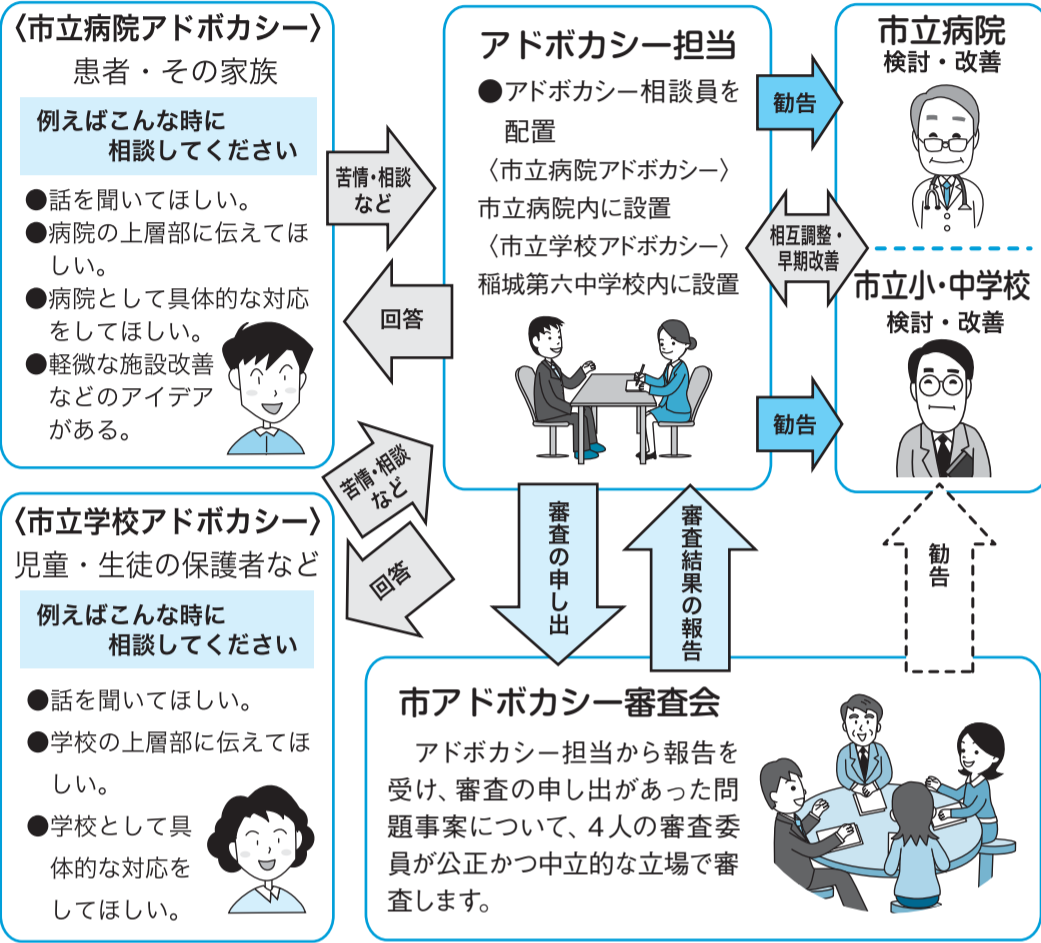 〈市立病院アドボカシー〉
患者・その家族
例えばこんな時に
相談してください
●話を聞いてほしい。
●病院の上層部に伝えてほ
しい。
●病院として具体的な対応
をしてほしい。
●軽微な施設改善
などのアイデア
がある。
苦情・相談
など
回答
アドボカシー担当
●アドボカシー相談員を
配置
〈市立病院アドボカシー〉
市立病院内に設置
〈市立学校アドボカシー〉
稲城第六中学校内に設置
勧告
相互調整・
早期改善
勧告
市立病院
検討・改善
市立小・中学校
検討・改善
〈市立学校アドボカシー〉
児童・生徒の保護者など
例えばこんな時に
相談してください
●話を聞いてほしい。
●学校の上層部に伝えてほ
しい。
●学校として具
体的な対応を
してほしい。
苦情・相談
など
回答
審査の申し出
審査結果の報告
勧告
市アドボカシー審査会
アドボカシー担当から報告を
受け、審査の申し出があった問
題事案について、4人の審査委
員が公正かつ中立的な立場で審
査します。